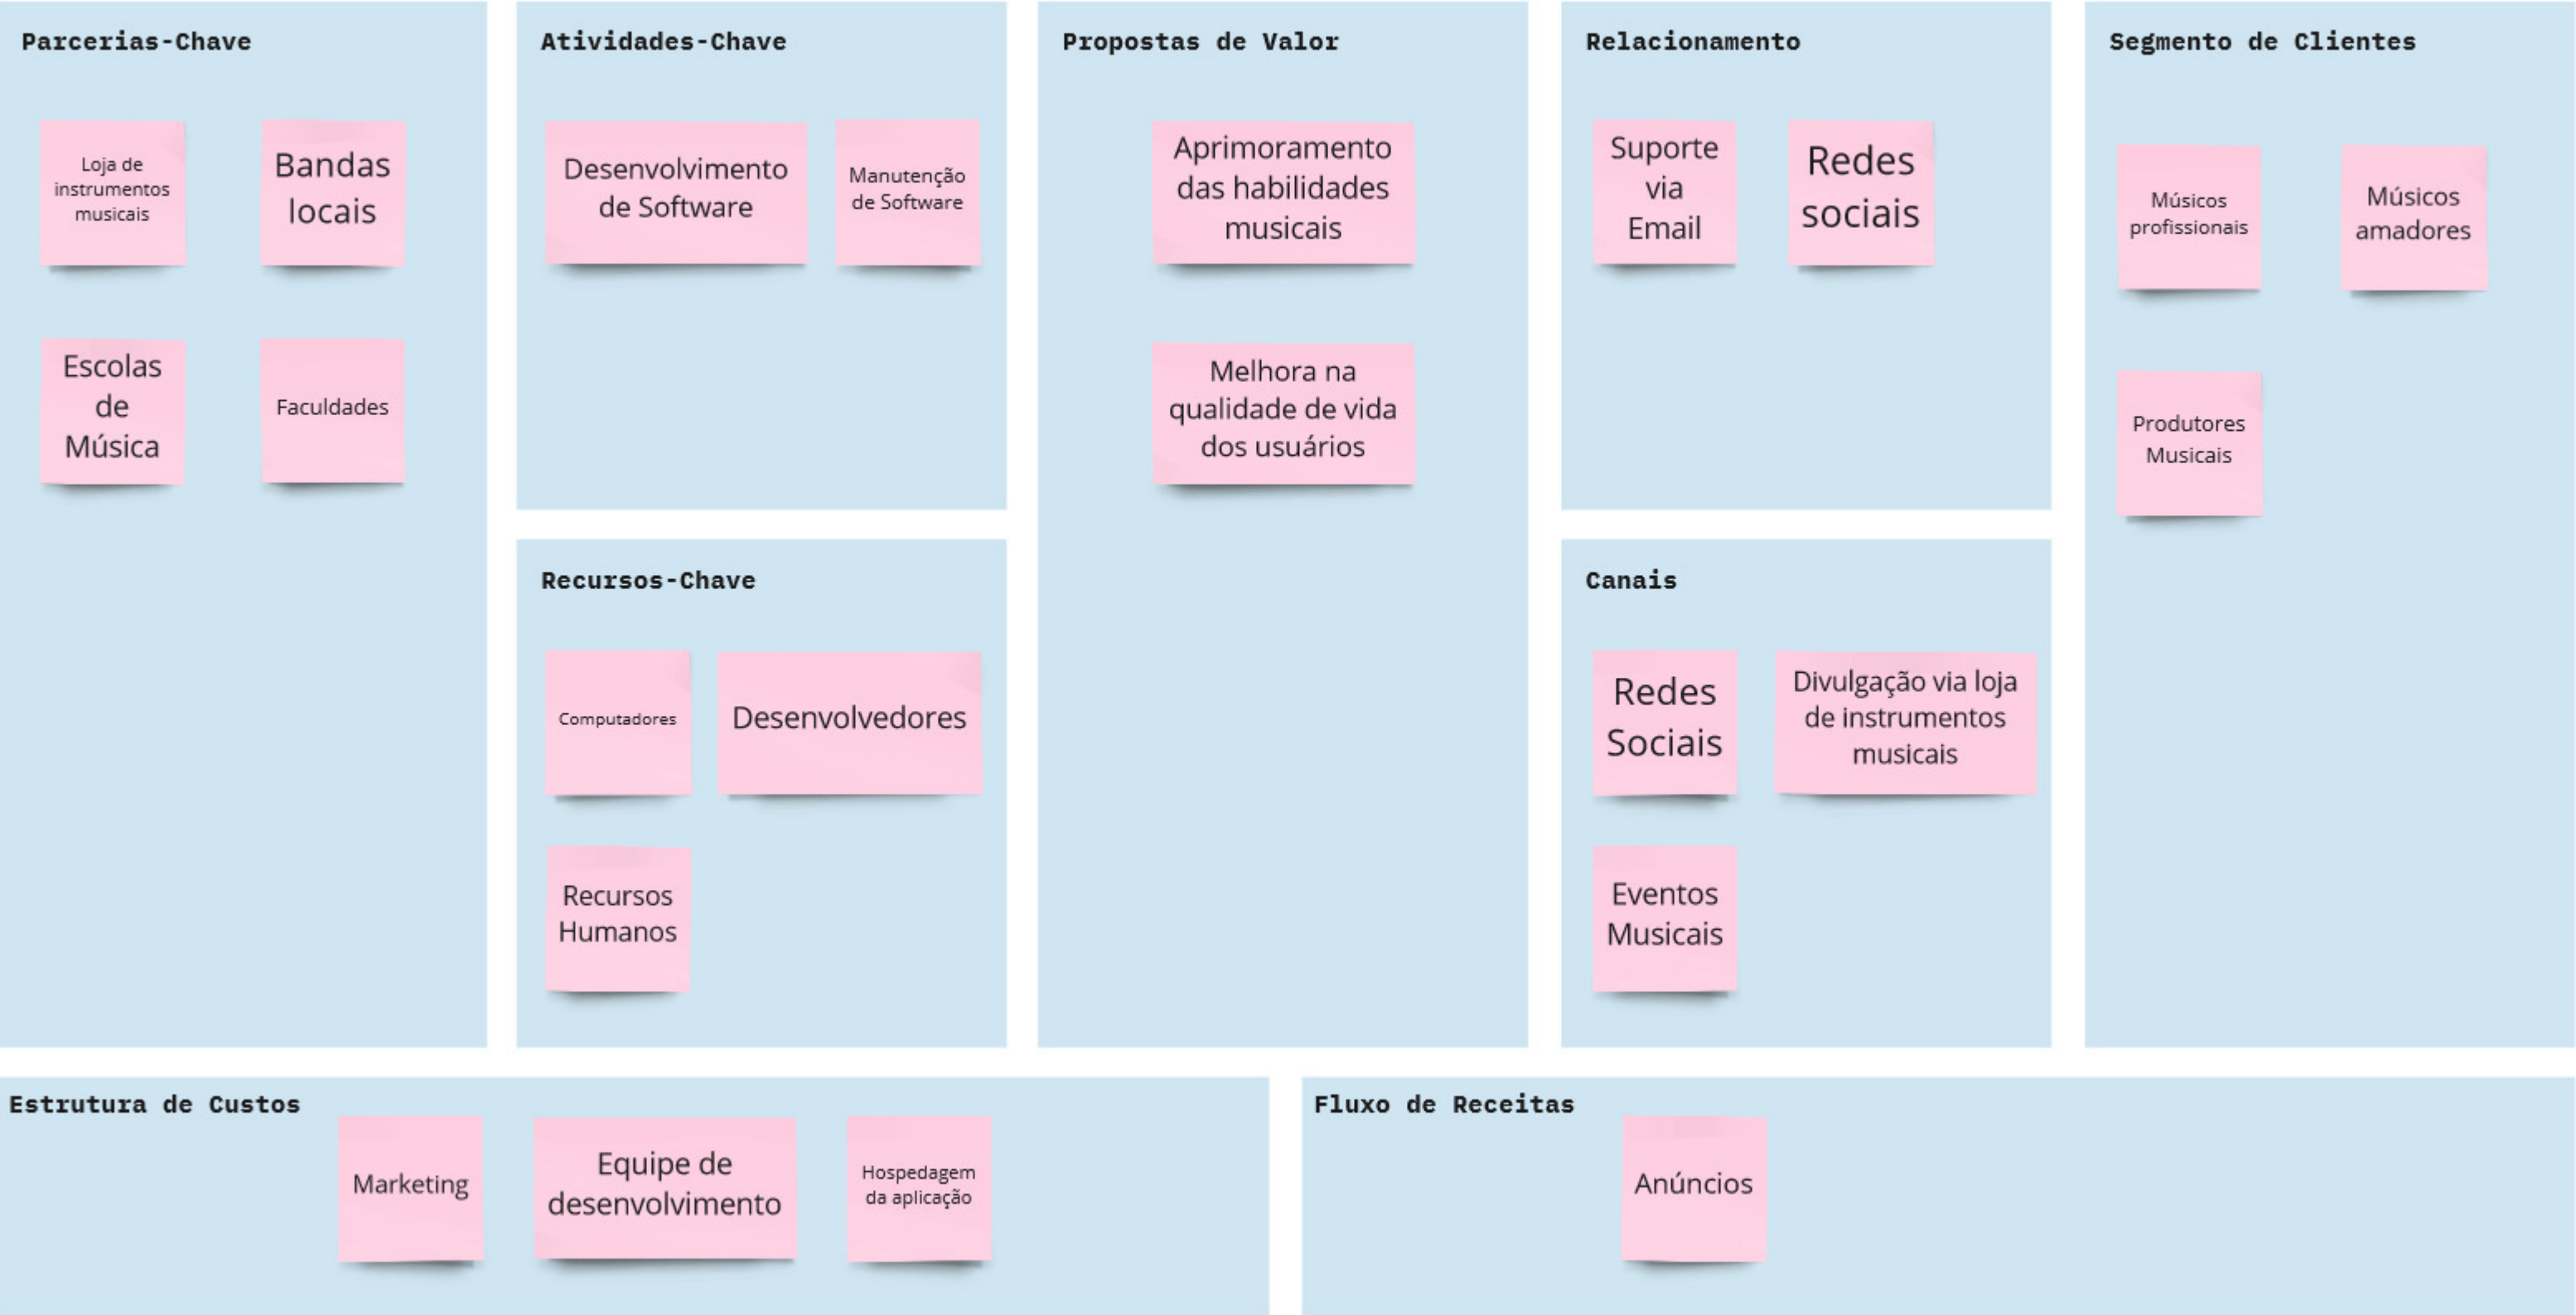 Parcerias-Chave
Loja de
instrumentos
musicais
Bandas
locais
Escolas
de
Música
Faculdades
Atividades-Chave
Desenvolvimento
de Software
Manutenção
de Software
Recursos-Chave
Computadores
Desenvolvedores
Recursos
Humanos
Propostas de Valor
Aprimoramento
das habilidades
musicais
Melhora na
qualidade de vida
dos usuários
Relacionamento
Suporte
via
Email
Redes
sociais
Canais
Redes
Sociais
Divulgação via loja
de instrumentos
musicais
Eventos
Musicais
Segmento de Clientes
Músicos
profissionais
Músicos
amadores
Produtores
Musicais
Estrutura de Custos
Marketing
Equipe de
desenvolvimento
Hospedagem
da aplicação
Fluxo de Receitas
Anúncios